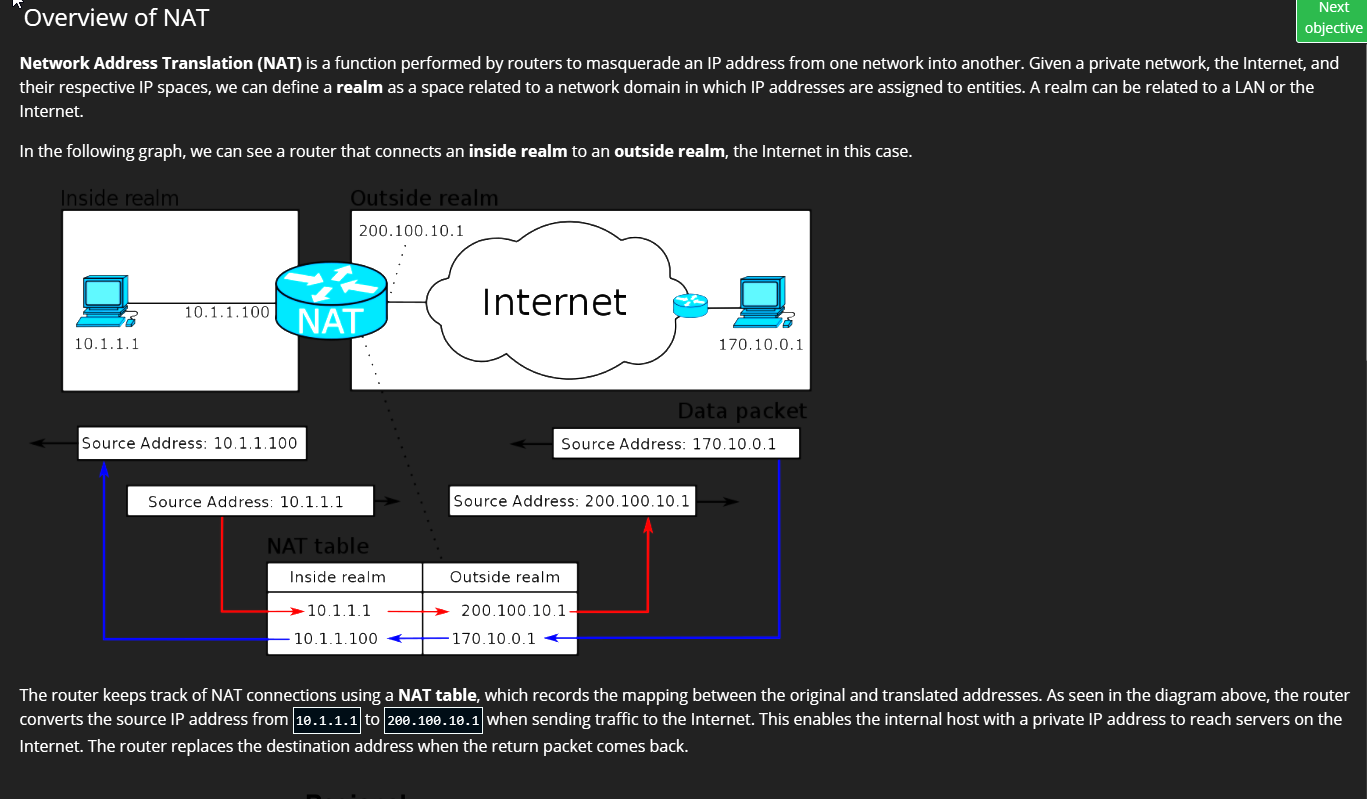 Overview of NAT
Next
objective
Network Address Translation (NAT) is a function performed by routers to masquerade an IP address from one network into another. Given a private network, the Internet, and
their respective IP spaces, we can define a realm as a space related to a network domain in which IP addresses are assigned to entities. A realm can be related to a LAN or the
Internet.
In the following graph, we can see a router that connects an inside realm to an outside realm, the Internet in this case.
Inside realm
Outside realm
200.100.10.1
Internet
10.1.1.100
NAT
10.1.1.1
170.10.0.1
Data packet
Source Address: 10.1.1.100
Source Address: 170.10.0.1
Source Address: 10.1.1.1
Source Address: 200.100.10.1
NAT table
Inside realm
Outside realm
10.1.1.1
200.100.10.1
10.1.1.100
170.10.0.1
The router keeps track of NAT connections using a NAT table, which records the mapping between the original and translated addresses. As seen in the diagram above, the router
converts the source IP address from 10.1.1.1 to 200.100.10.1 when sending traffic to the Internet. This enables the internal host with a private IP address to reach servers on the
Internet. The router replaces the destination address when the return packet comes back.